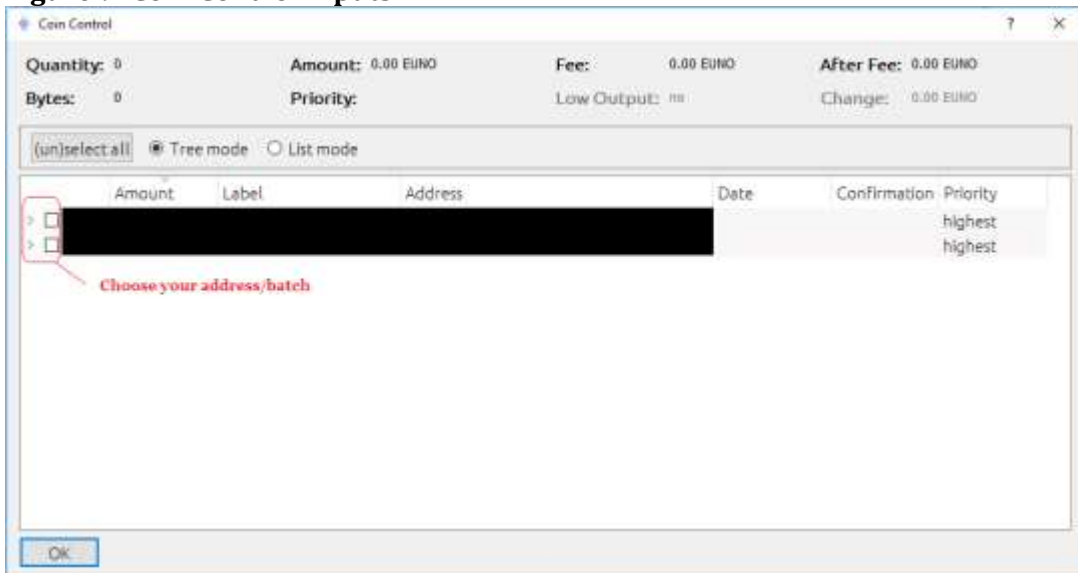 Coin Control ? ×
Quantity: 0 Amount: 0.00 EUNO Fee: 0.00 EUNO After Fee: 0.00 EUNO
Bytes: 0 Priority: Low Output: no Change: 0.00 EUNO
(un)select all Tree mode List mode
Amount Label Address Date Confirmation Priority
highest
highest
Choose your address/batch
OK